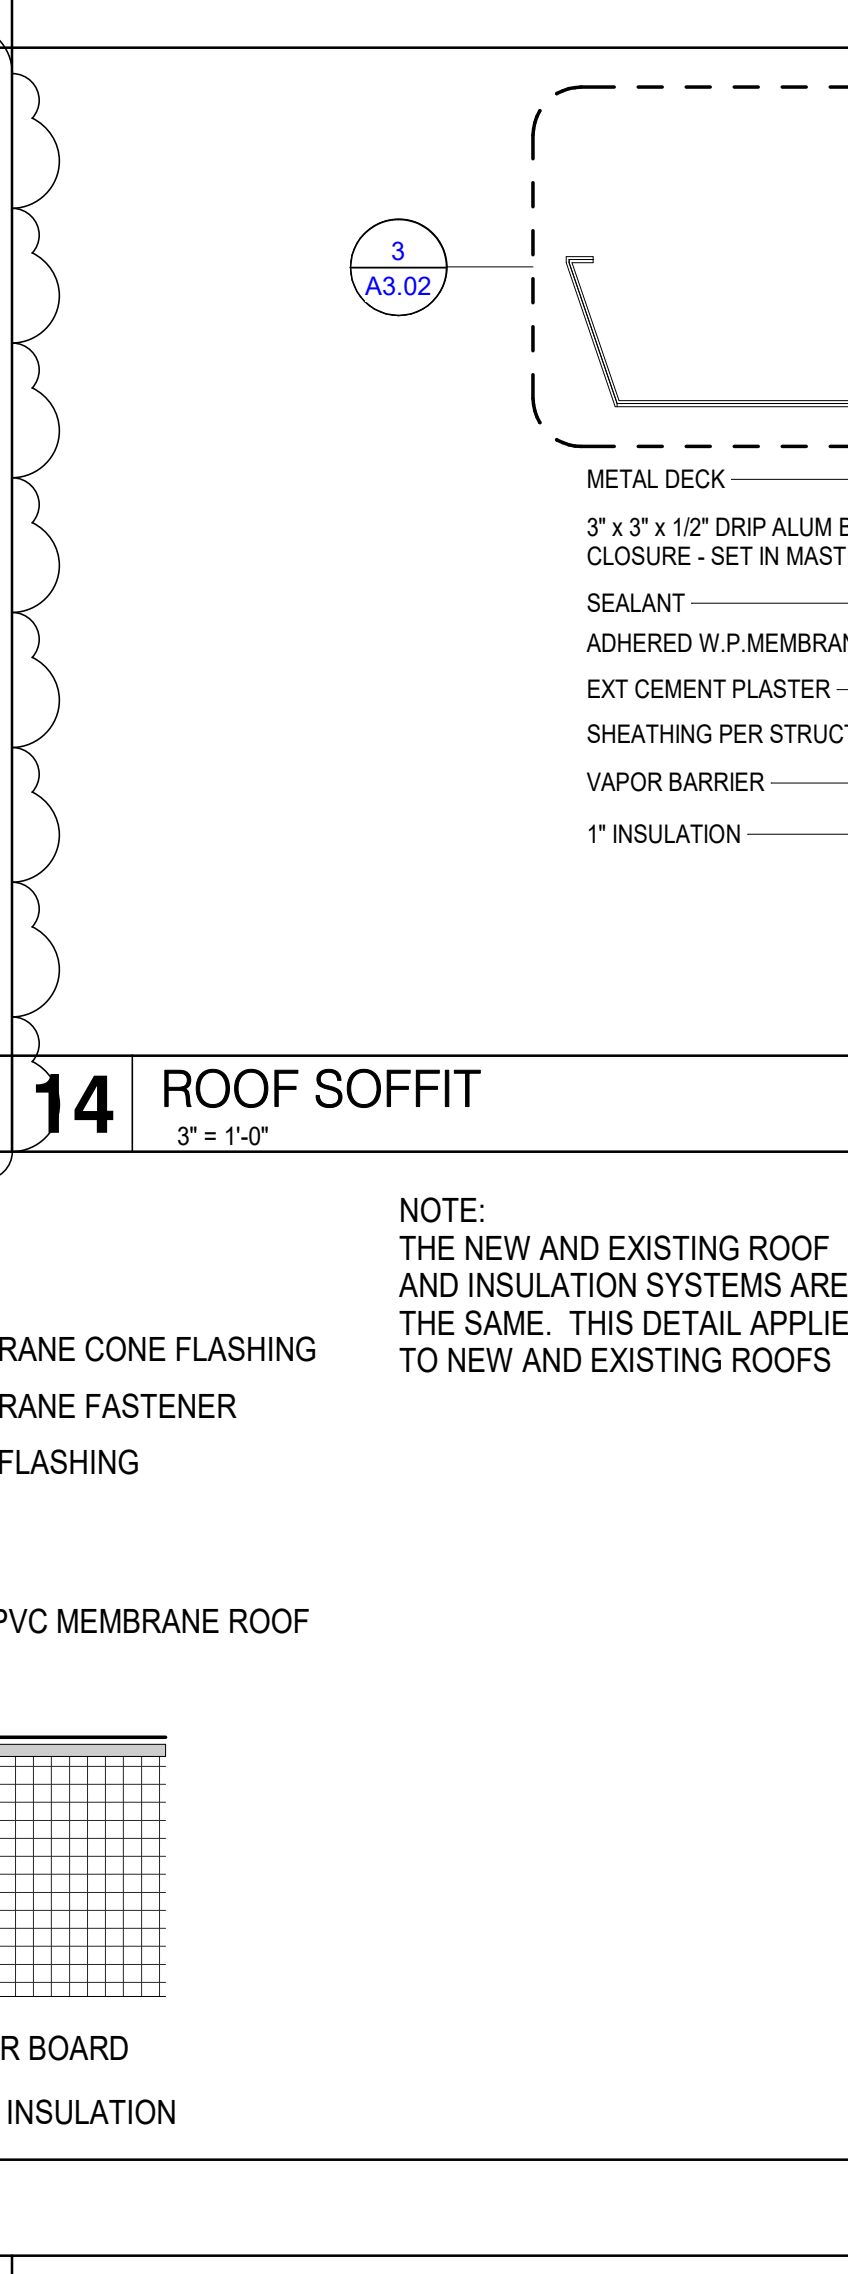 3
A3.02
METAL DECK
3" x 3" x 1/2" DRIP ALUM
CLOSURE - SET IN MAST
SEALANT
ADHERED W.P.MEMBRAN
EXT CEMENT PLASTER
SHEATHING PER STRUCT
VAPOR BARRIER
1" INSULATION
14
ROOF SOFFIT
3" = 1'-0"
NOTE:
THE NEW AND EXISTING ROOF
AND INSULATION SYSTEMS ARE
THE SAME. THIS DETAIL APPLIE
TO NEW AND EXISTING ROOFS
RANE CONE FLASHING
RANE FASTENER
FLASHING
PVC MEMBRANE ROOF
R BOARD
INSULATION